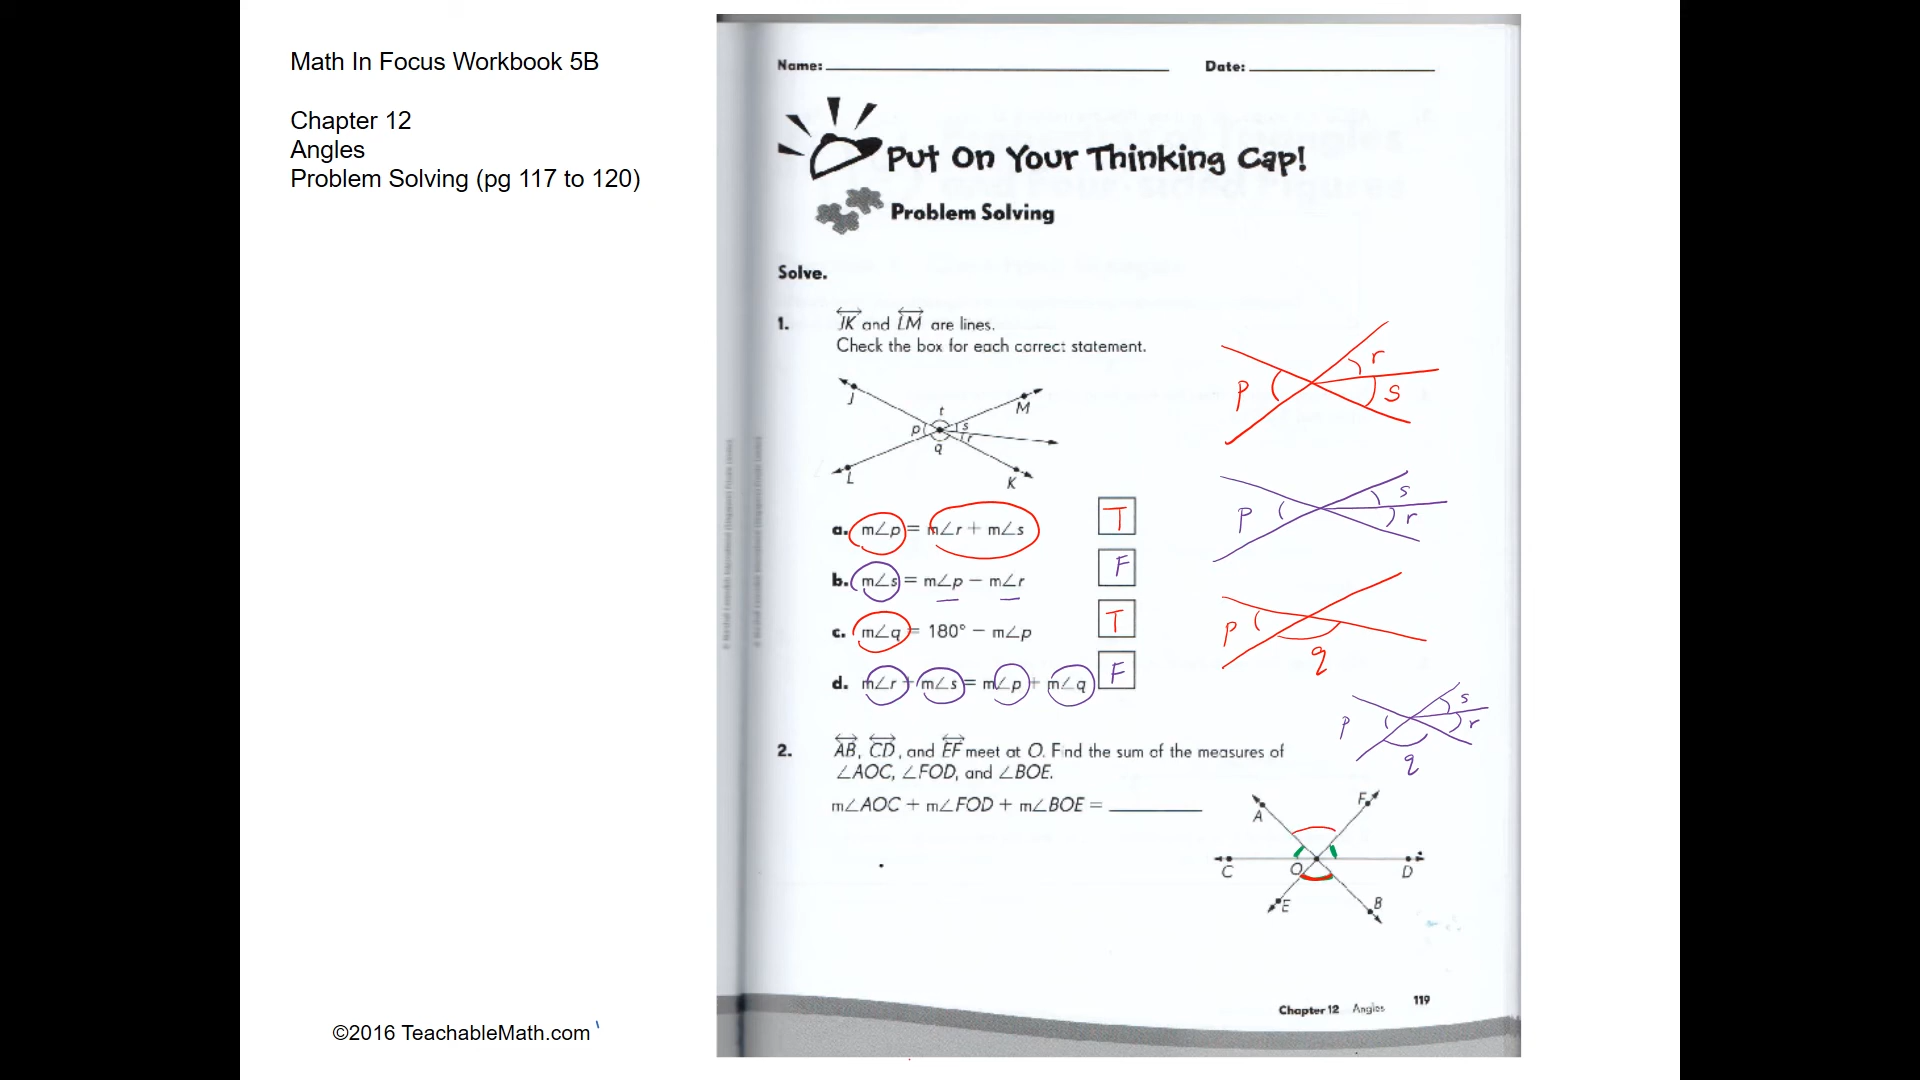 Math In Focus Workbook 5B
Chapter 12
Angles
Problem Solving (pg 117 to 120)
Name:
Date:
Put On Your Thinking Cap!
Problem Solving
Solve.
1. JK and LM are lines.
Check the box for each correct statement.
J
t
M
p
s
r
q
L
K
r
p
s
s
p
r
p
q
s
p
r
q
a. m∠p = m∠r + m∠s T
b. m∠s = m∠p − m∠r F
c. m∠q = 180° − m∠p T
d. m∠r + m∠s = m∠p + m∠q F
2. AB, CD, and EF meet at O. Find the sum of the measures of
∠AOC, ∠FOD, and ∠BOE.
m∠AOC + m∠FOD + m∠BOE =
A
F
C
O
D
E
B
Chapter 12 Angles 119
©2016 TeachableMath.com